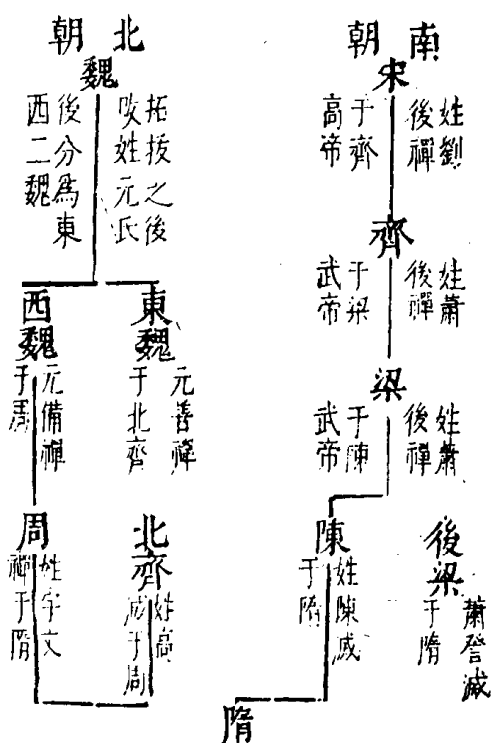 南朝
宋
姓劉
後禪
于齊
高帝
齊
姓蕭
後禪
于梁
武帝
梁
姓蕭
後禪
于陳
武帝
後梁
蕭詧滅
于隋
陳
姓陳滅
于隋
北朝
魏
拓拔之後
改姓元氏
後分爲東
西二魏
東魏
元善禪
于北齊
西魏
元備禪
于周
北齊
姓高
滅于周
周
姓宇文
禪于隋
隋